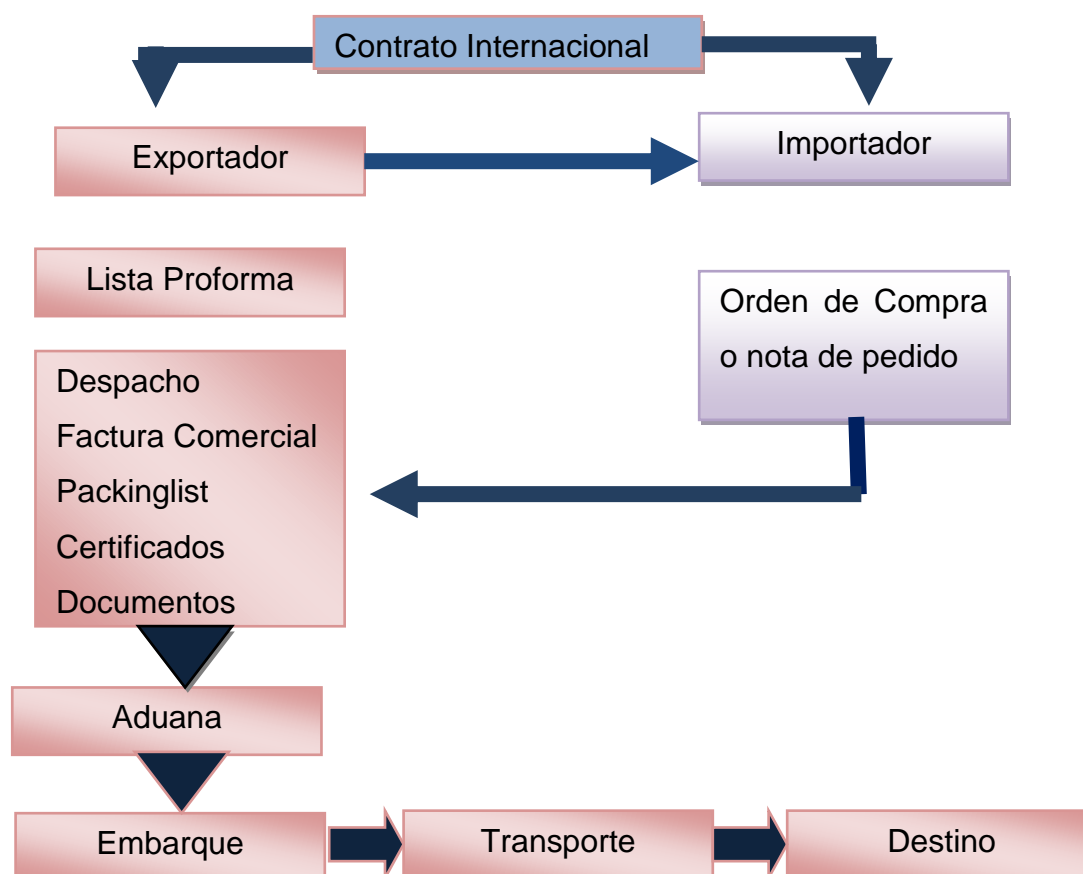 Contrato Internacional
Exportador
Importador
Lista Proforma
Orden de Compra
o nota de pedido
Despacho
Factura Comercial
Packinglist
Certificados
Documentos
Aduana
Embarque
Transporte
Destino